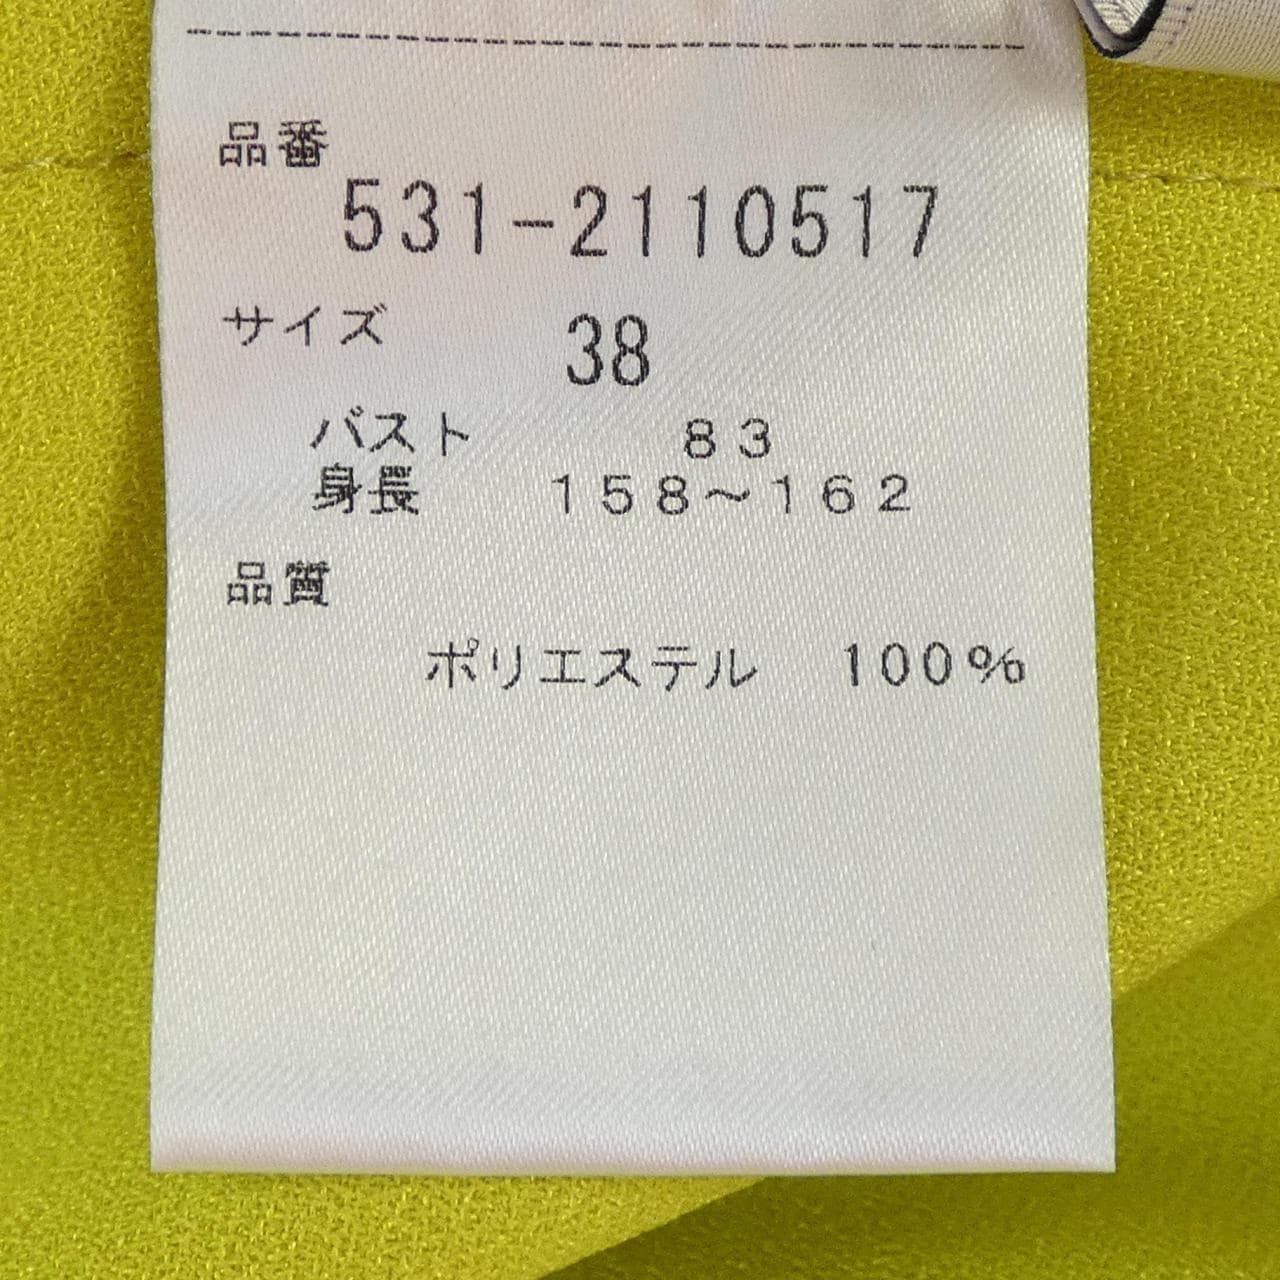 品番
531-2110517
サイズ 38
バスト 83
身長 158～162
品質
ポリエステル 100%